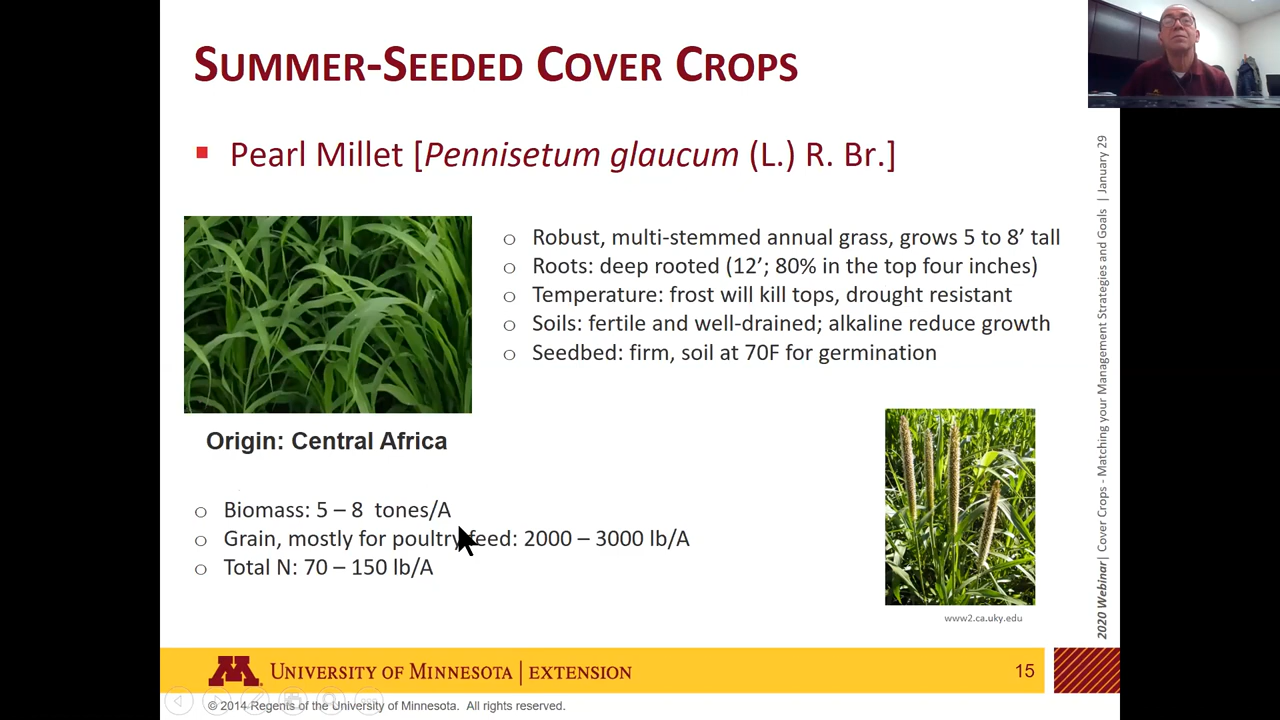 SUMMER-SEEDED COVER CROPS
Pearl Millet [Pennisetum glaucum (L.) R. Br.]
Robust, multi-stemmed annual grass, grows 5 to 8’ tall
Roots: deep rooted (12’; 80% in the top four inches)
Temperature: frost will kill tops, drought resistant
Soils: fertile and well-drained; alkaline reduce growth
Seedbed: firm, soil at 70F for germination
Origin: Central Africa
Biomass: 5 – 8 tones/A
Grain, mostly for poultry feed: 2000 – 3000 lb/A
Total N: 70 – 150 lb/A
www2.ca.uky.edu
2020 Webinar| Cover Crops - Matching your Management Strategies and Goals | January 29
M UNIVERSITY OF MINNESOTA | EXTENSION
15
© 2014 Regents of the University of Minnesota. All rights reserved.